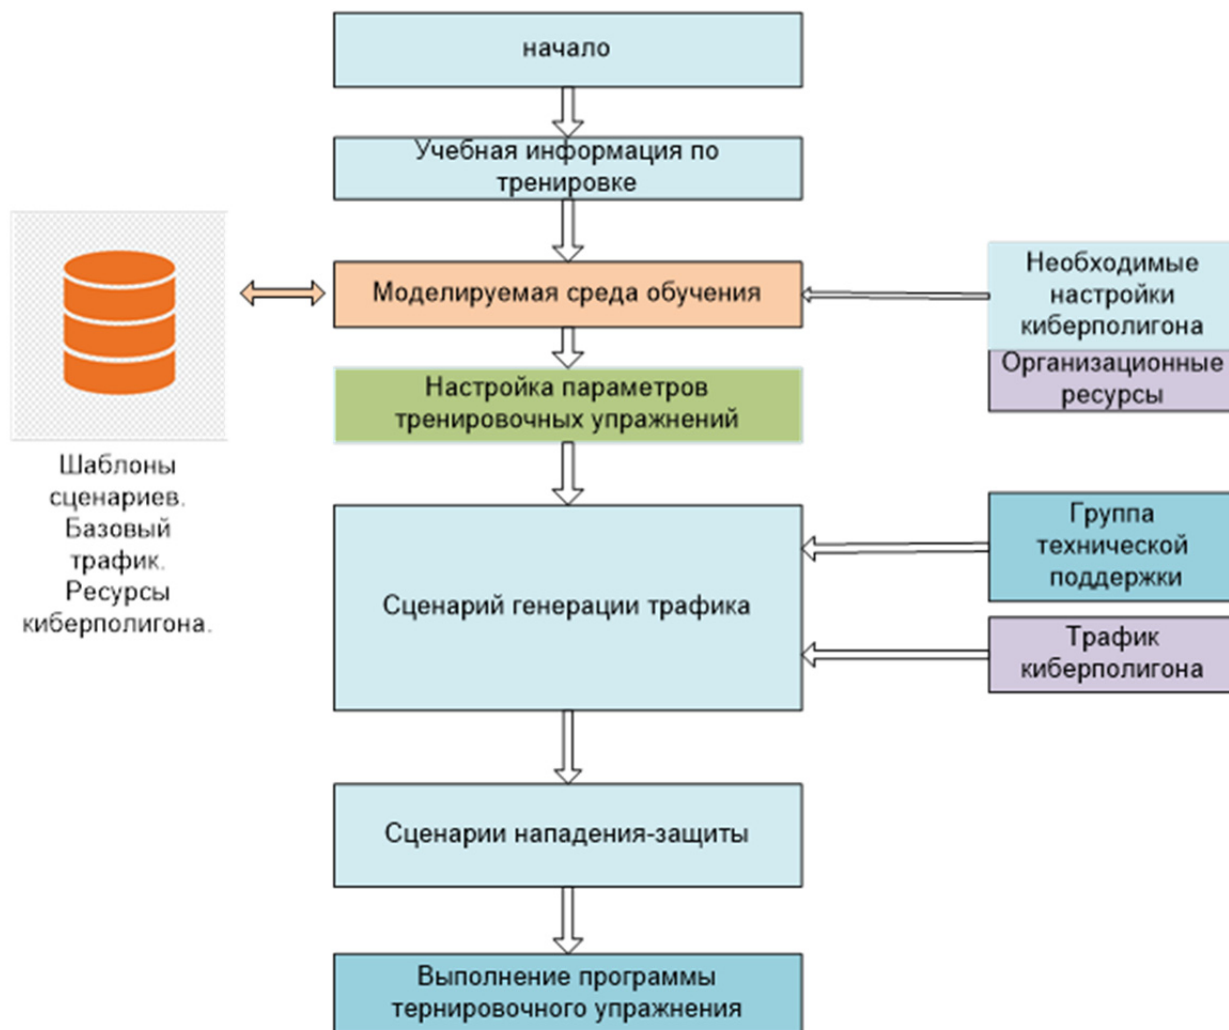 начало
Учебная информация по
тренировке
Моделируемая среда обучения
Необходимые
настройки
киберполигона
Организационные
ресурсы
Настройка параметров
тренировочных упражнений
Шаблоны
сценариев.
Базовый
трафик.
Ресурсы
киберполигона.
Сценарий генерации трафика
Группа
технической
поддержки
Трафик
киберполигона
Сценарии нападения-защиты
Выполнение программы
тернировочного упражнения